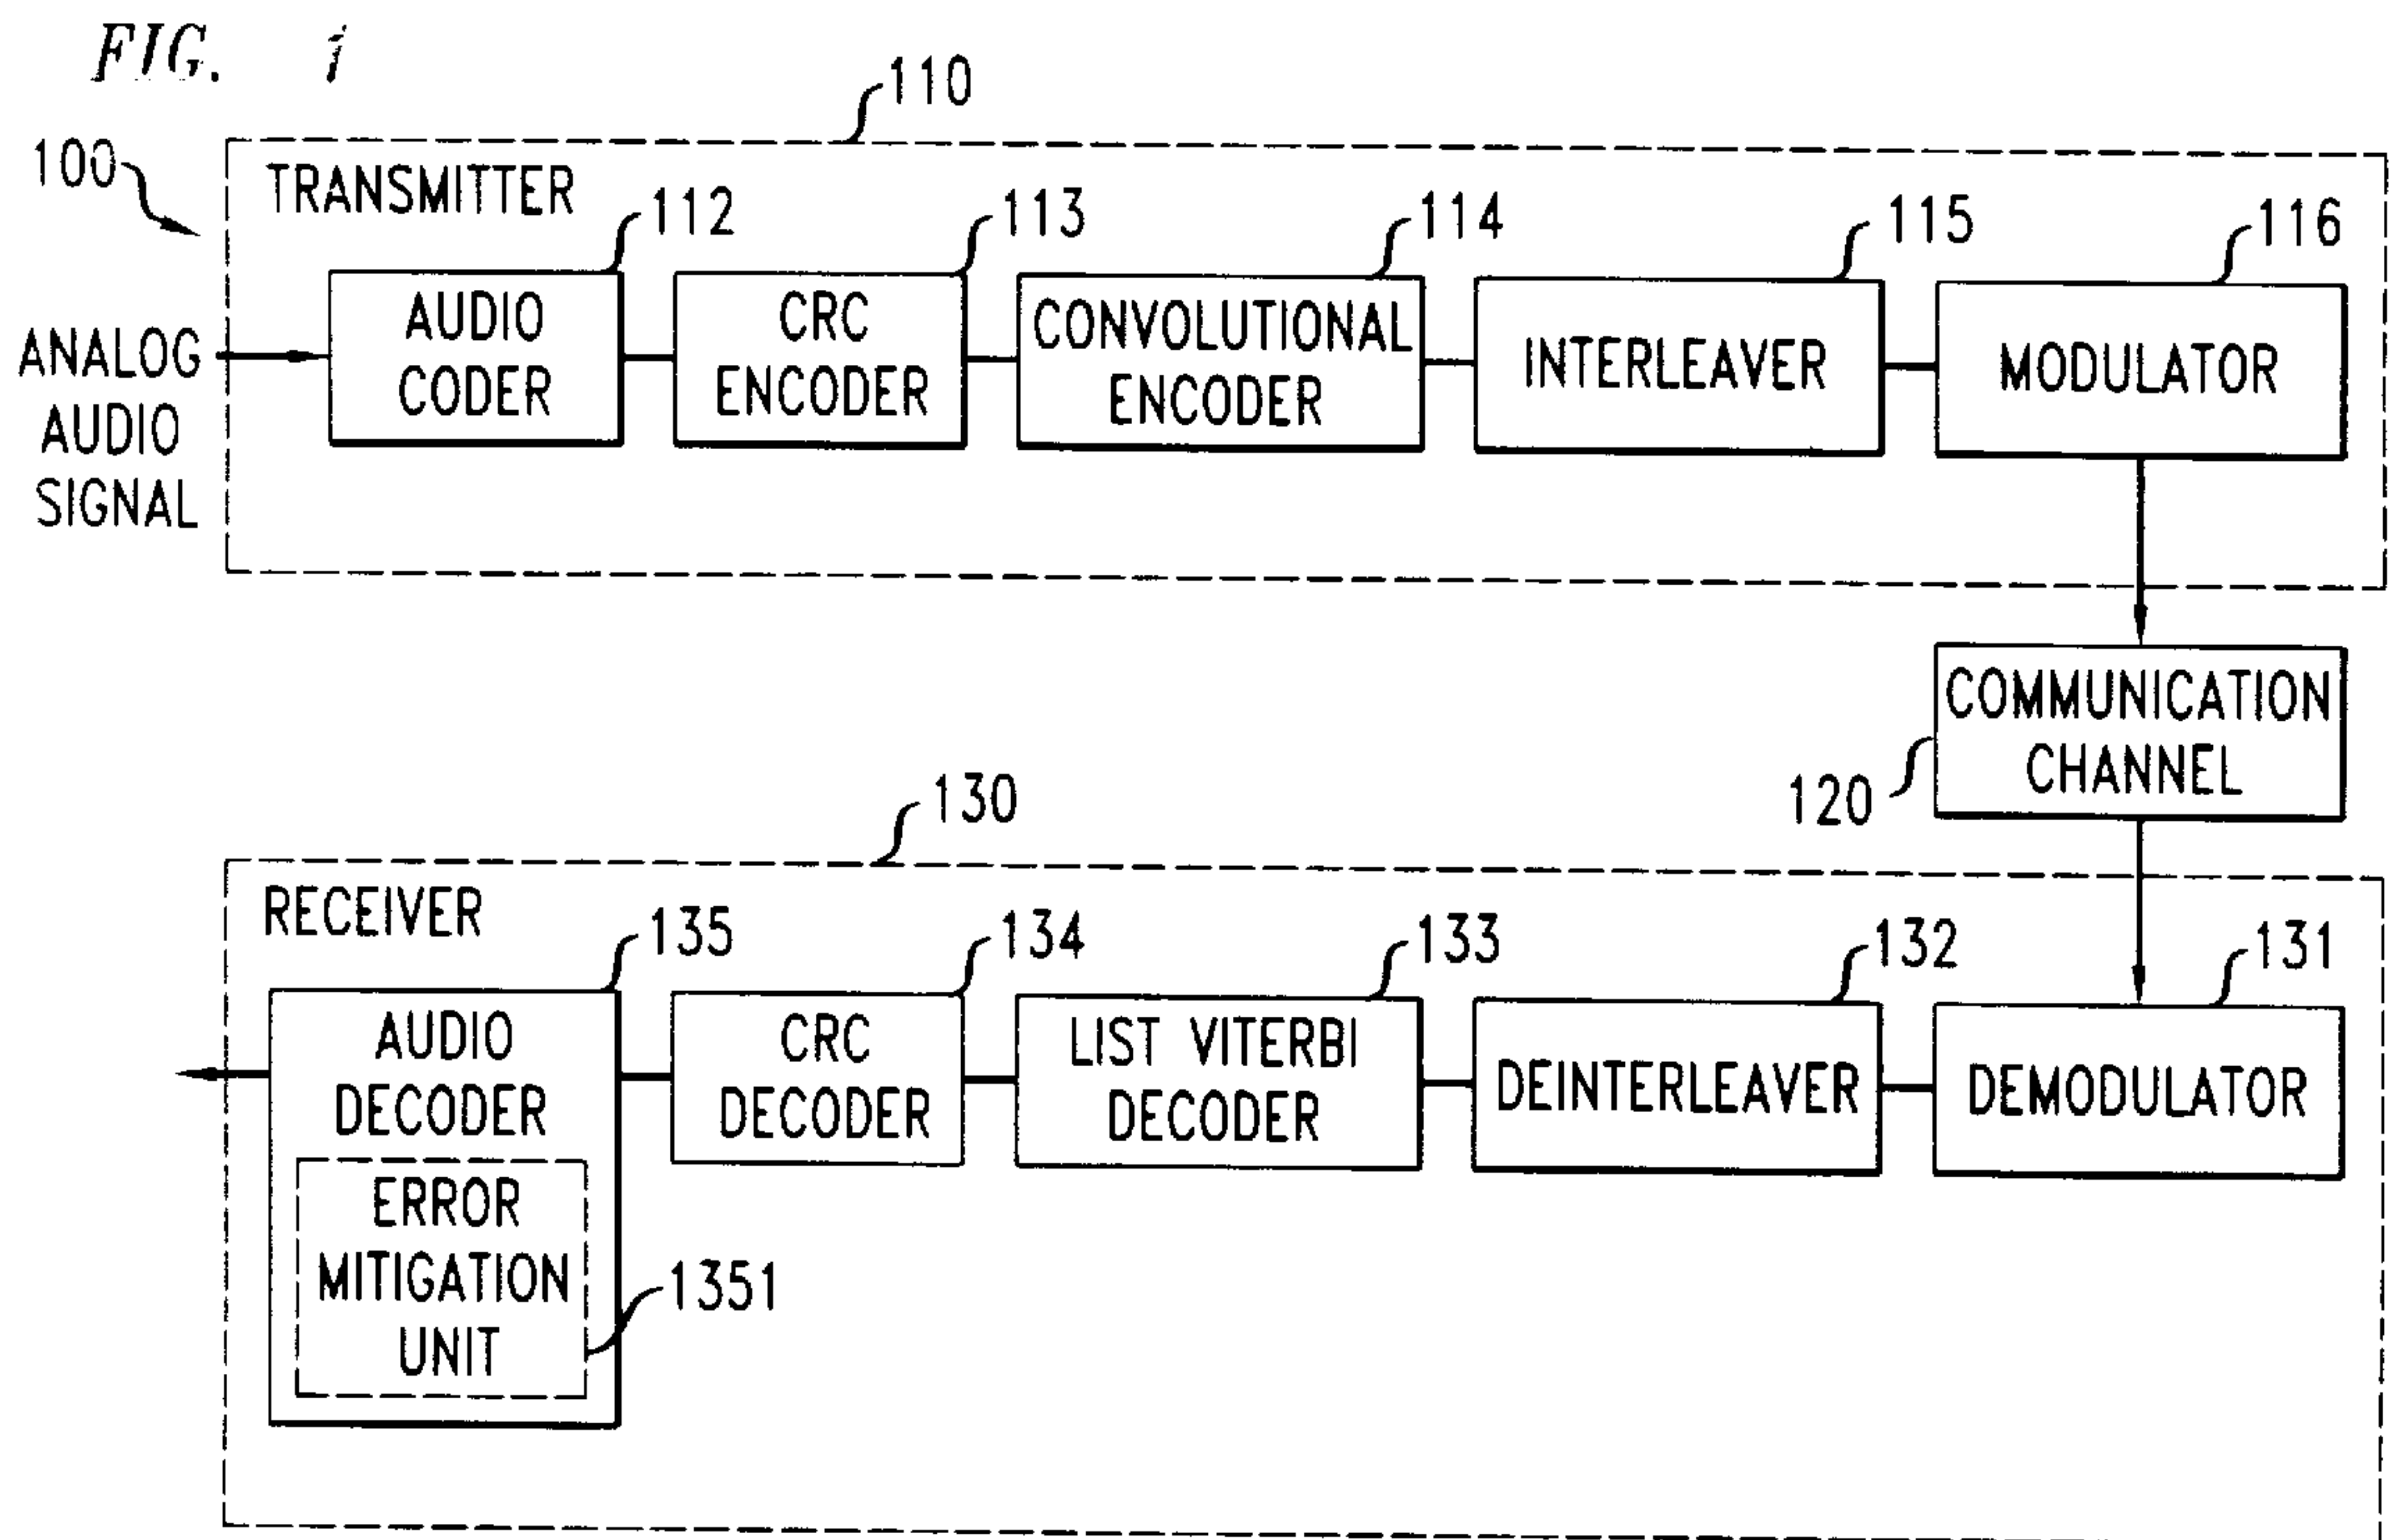 FIG. 1
110
100
TRANSMITTER
112
113
114
115
116
ANALOG
AUDIO
SIGNAL
AUDIO
CODER
CRC
ENCODER
CONVOLUTIONAL
ENCODER
INTERLEAVER
MODULATOR
COMMUNICATION
CHANNEL
120
130
RECEIVER
135
134
133
132
131
AUDIO
DECODER
CRC
DECODER
LIST VITERBI
DECODER
DEINTERLEAVER
DEMODULATOR
ERROR
MITIGATION
UNIT
1351